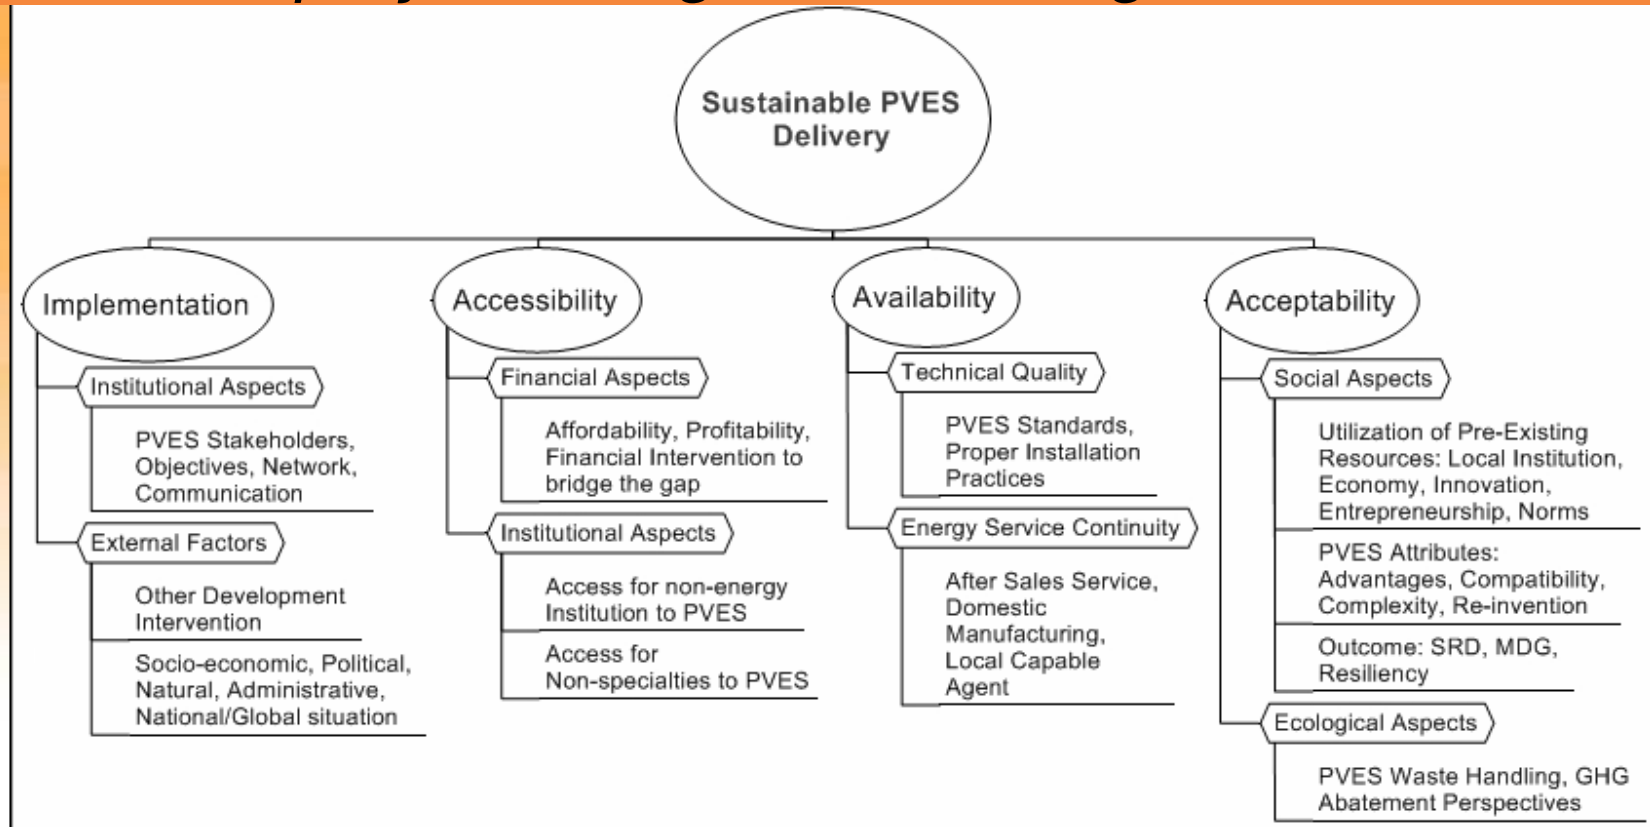 Sustainable PVES
Delivery
Implementation
Institutional Aspects
PVES Stakeholders,
Objectives, Network,
Communication
External Factors
Other Development
Intervention
Socio-economic, Political,
Natural, Administrative,
National/Global situation
Accessibility
Financial Aspects
Affordability, Profitability,
Financial Intervention to
bridge the gap
Institutional Aspects
Access for non-energy
Institution to PVES
Access for
Non-specialties to PVES
Availability
Technical Quality
PVES Standards,
Proper Installation
Practices
Energy Service Continuity
After Sales Service,
Domestic
Manufacturing,
Local Capable
Agent
Acceptability
Social Aspects
Utilization of Pre-Existing
Resources: Local Institution,
Economy, Innovation,
Entrepreneurship, Norms
PVES Attributes:
Advantages, Compatibility,
Complexity, Re-invention
Outcome: SRD, MDG,
Resiliency
Ecological Aspects
PVES Waste Handling, GHG
Abatement Perspectives